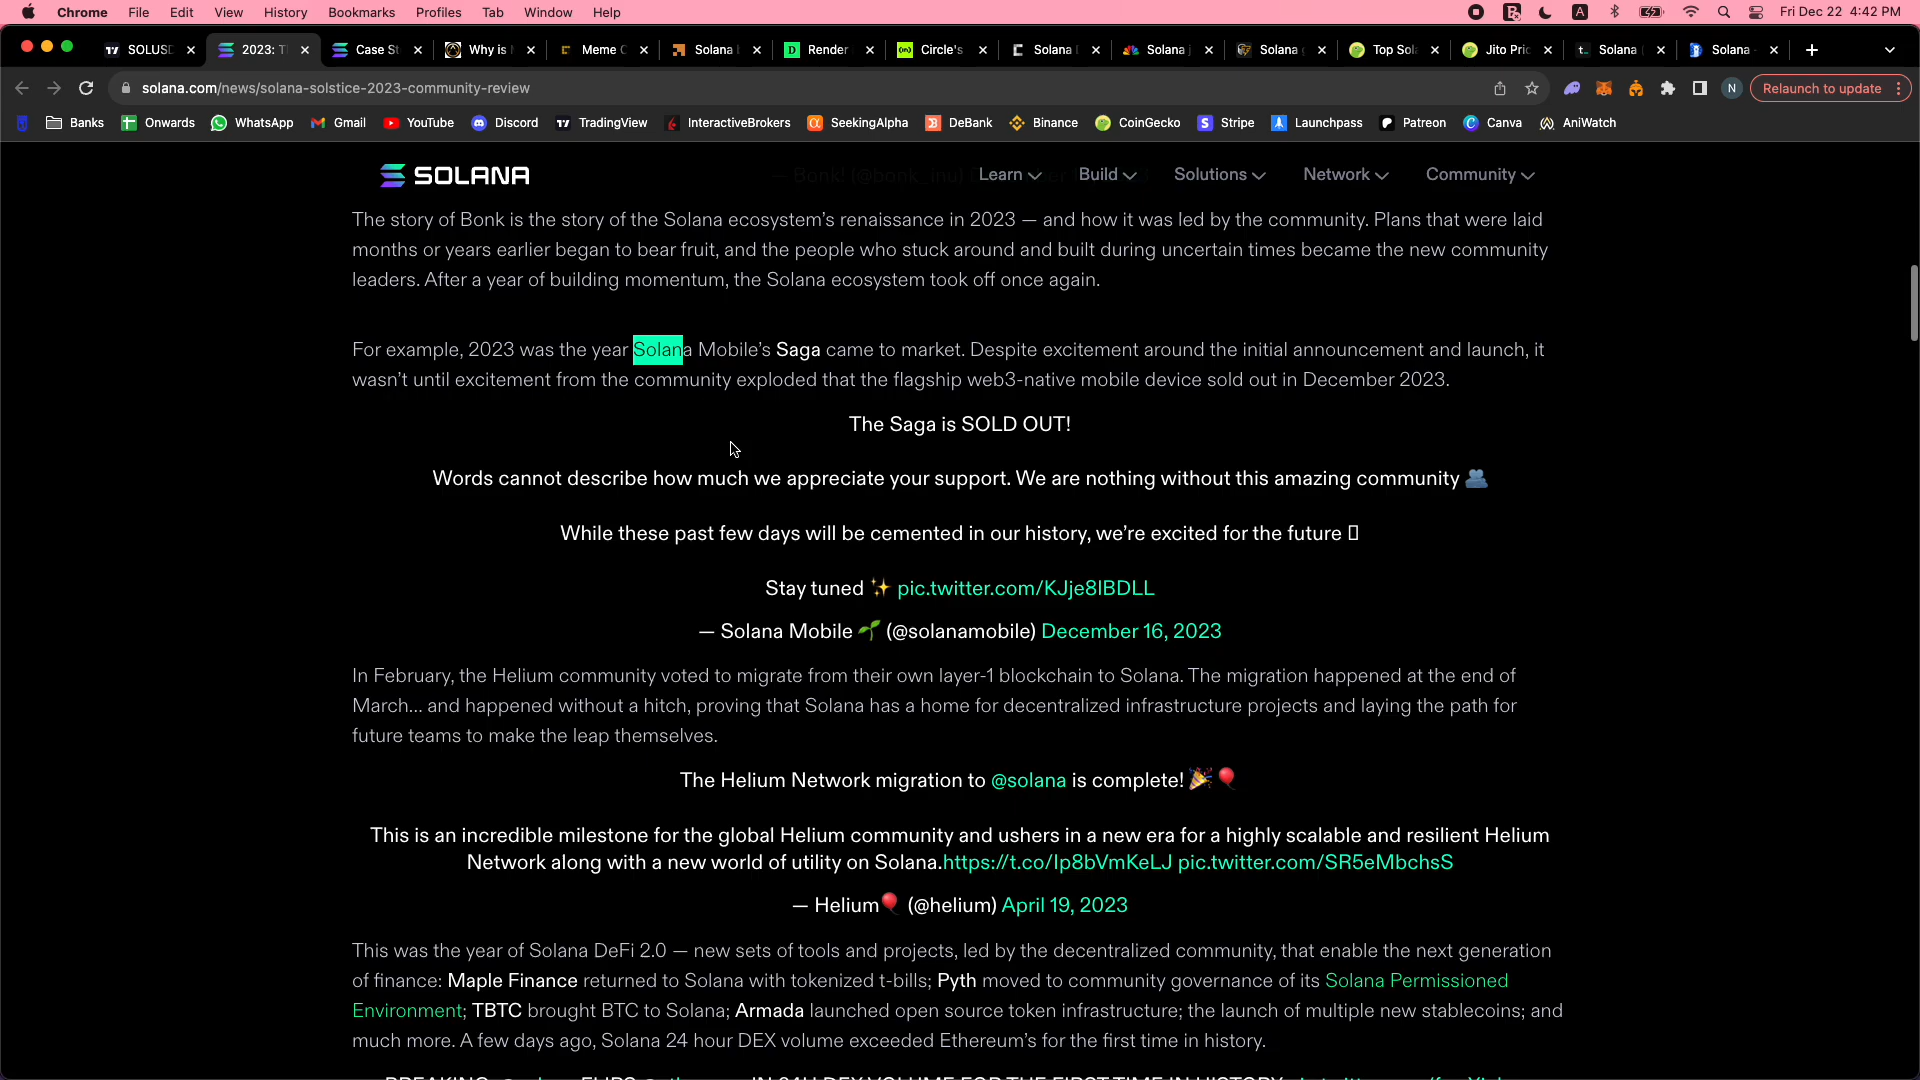 Chrome File Edit View History Bookmarks Profiles Tab Window Help Fri Dec 22 4:42 PM
SOLUSD 2023: T Case St Why is Meme C Solana Render Circle's Solana Solana j Solana g Top Sol Jito Pric Solana Solana
solana.com/news/solana-solstice-2023-community-review N Relaunch to update
Banks Onwards WhatsApp Gmail YouTube Discord TradingView InteractiveBrokers SeekingAlpha DeBank Binance CoinGecko Stripe Launchpass Patreon Canva AniWatch
SOLANA Learn Build Solutions Network Community
The story of Bonk is the story of the Solana ecosystem's renaissance in 2023 — and how it was led by the community. Plans that were laid
months or years earlier began to bear fruit, and the people who stuck around and built during uncertain times became the new community
leaders. After a year of building momentum, the Solana ecosystem took off once again.
For example, 2023 was the year Solana Mobile's Saga came to market. Despite excitement around the initial announcement and launch, it
wasn't until excitement from the community exploded that the flagship web3-native mobile device sold out in December 2023.
The Saga is SOLD OUT!
Words cannot describe how much we appreciate your support. We are nothing without this amazing community 🫂
While these past few days will be cemented in our history, we're excited for the future
Stay tuned ✨ pic.twitter.com/KJje8IBDLL
— Solana Mobile 🌱 (@solanamobile) December 16, 2023
In February, the Helium community voted to migrate from their own layer-1 blockchain to Solana. The migration happened at the end of
March... and happened without a hitch, proving that Solana has a home for decentralized infrastructure projects and laying the path for
future teams to make the leap themselves.
The Helium Network migration to @solana is complete! 🎉🎈
This is an incredible milestone for the global Helium community and ushers in a new era for a highly scalable and resilient Helium
Network along with a new world of utility on Solana.https://t.co/Ip8bVmKeLJ pic.twitter.com/SR5eMbchsS
— Helium🎈 (@helium) April 19, 2023
This was the year of Solana DeFi 2.0 — new sets of tools and projects, led by the decentralized community, that enable the next generation
of finance: Maple Finance returned to Solana with tokenized t-bills; Pyth moved to community governance of its Solana Permissioned
Environment; TBTC brought BTC to Solana; Armada launched open source token infrastructure; the launch of multiple new stablecoins; and
much more. A few days ago, Solana 24 hour DEX volume exceeded Ethereum's for the first time in history.